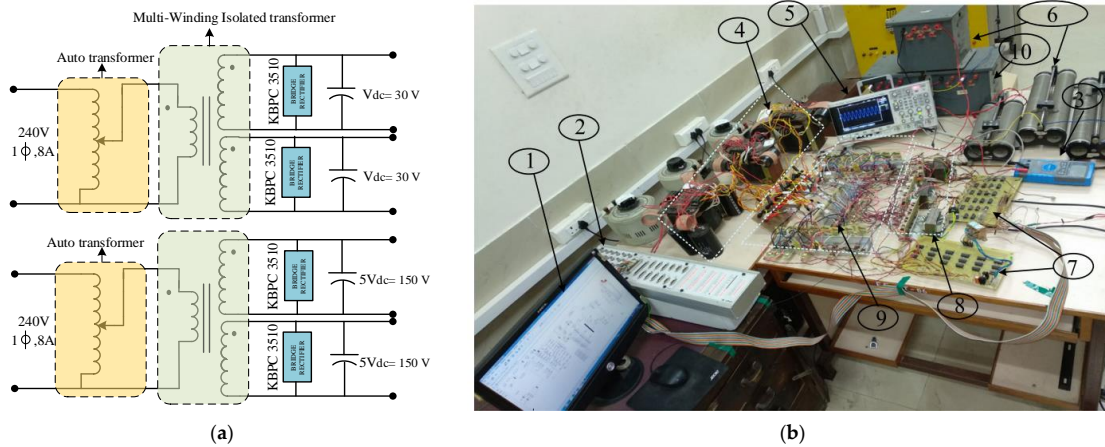 Multi-Winding Isolated transformer
Auto transformer
240V
1 ϕ ,8A
KBPC 3510
BRIDGE
RECTIFIER
Vdc= 30 V
KBPC 3510
BRIDGE
RECTIFIER
Vdc= 30 V
Auto transformer
240V
1 ϕ ,8A
KBPC 3510
BRIDGE
RECTIFIER
5Vdc= 150 V
KBPC 3510
BRIDGE
RECTIFIER
5Vdc= 150 V
(a)
1
2
4
5
6
10
3
7
8
9
(b)